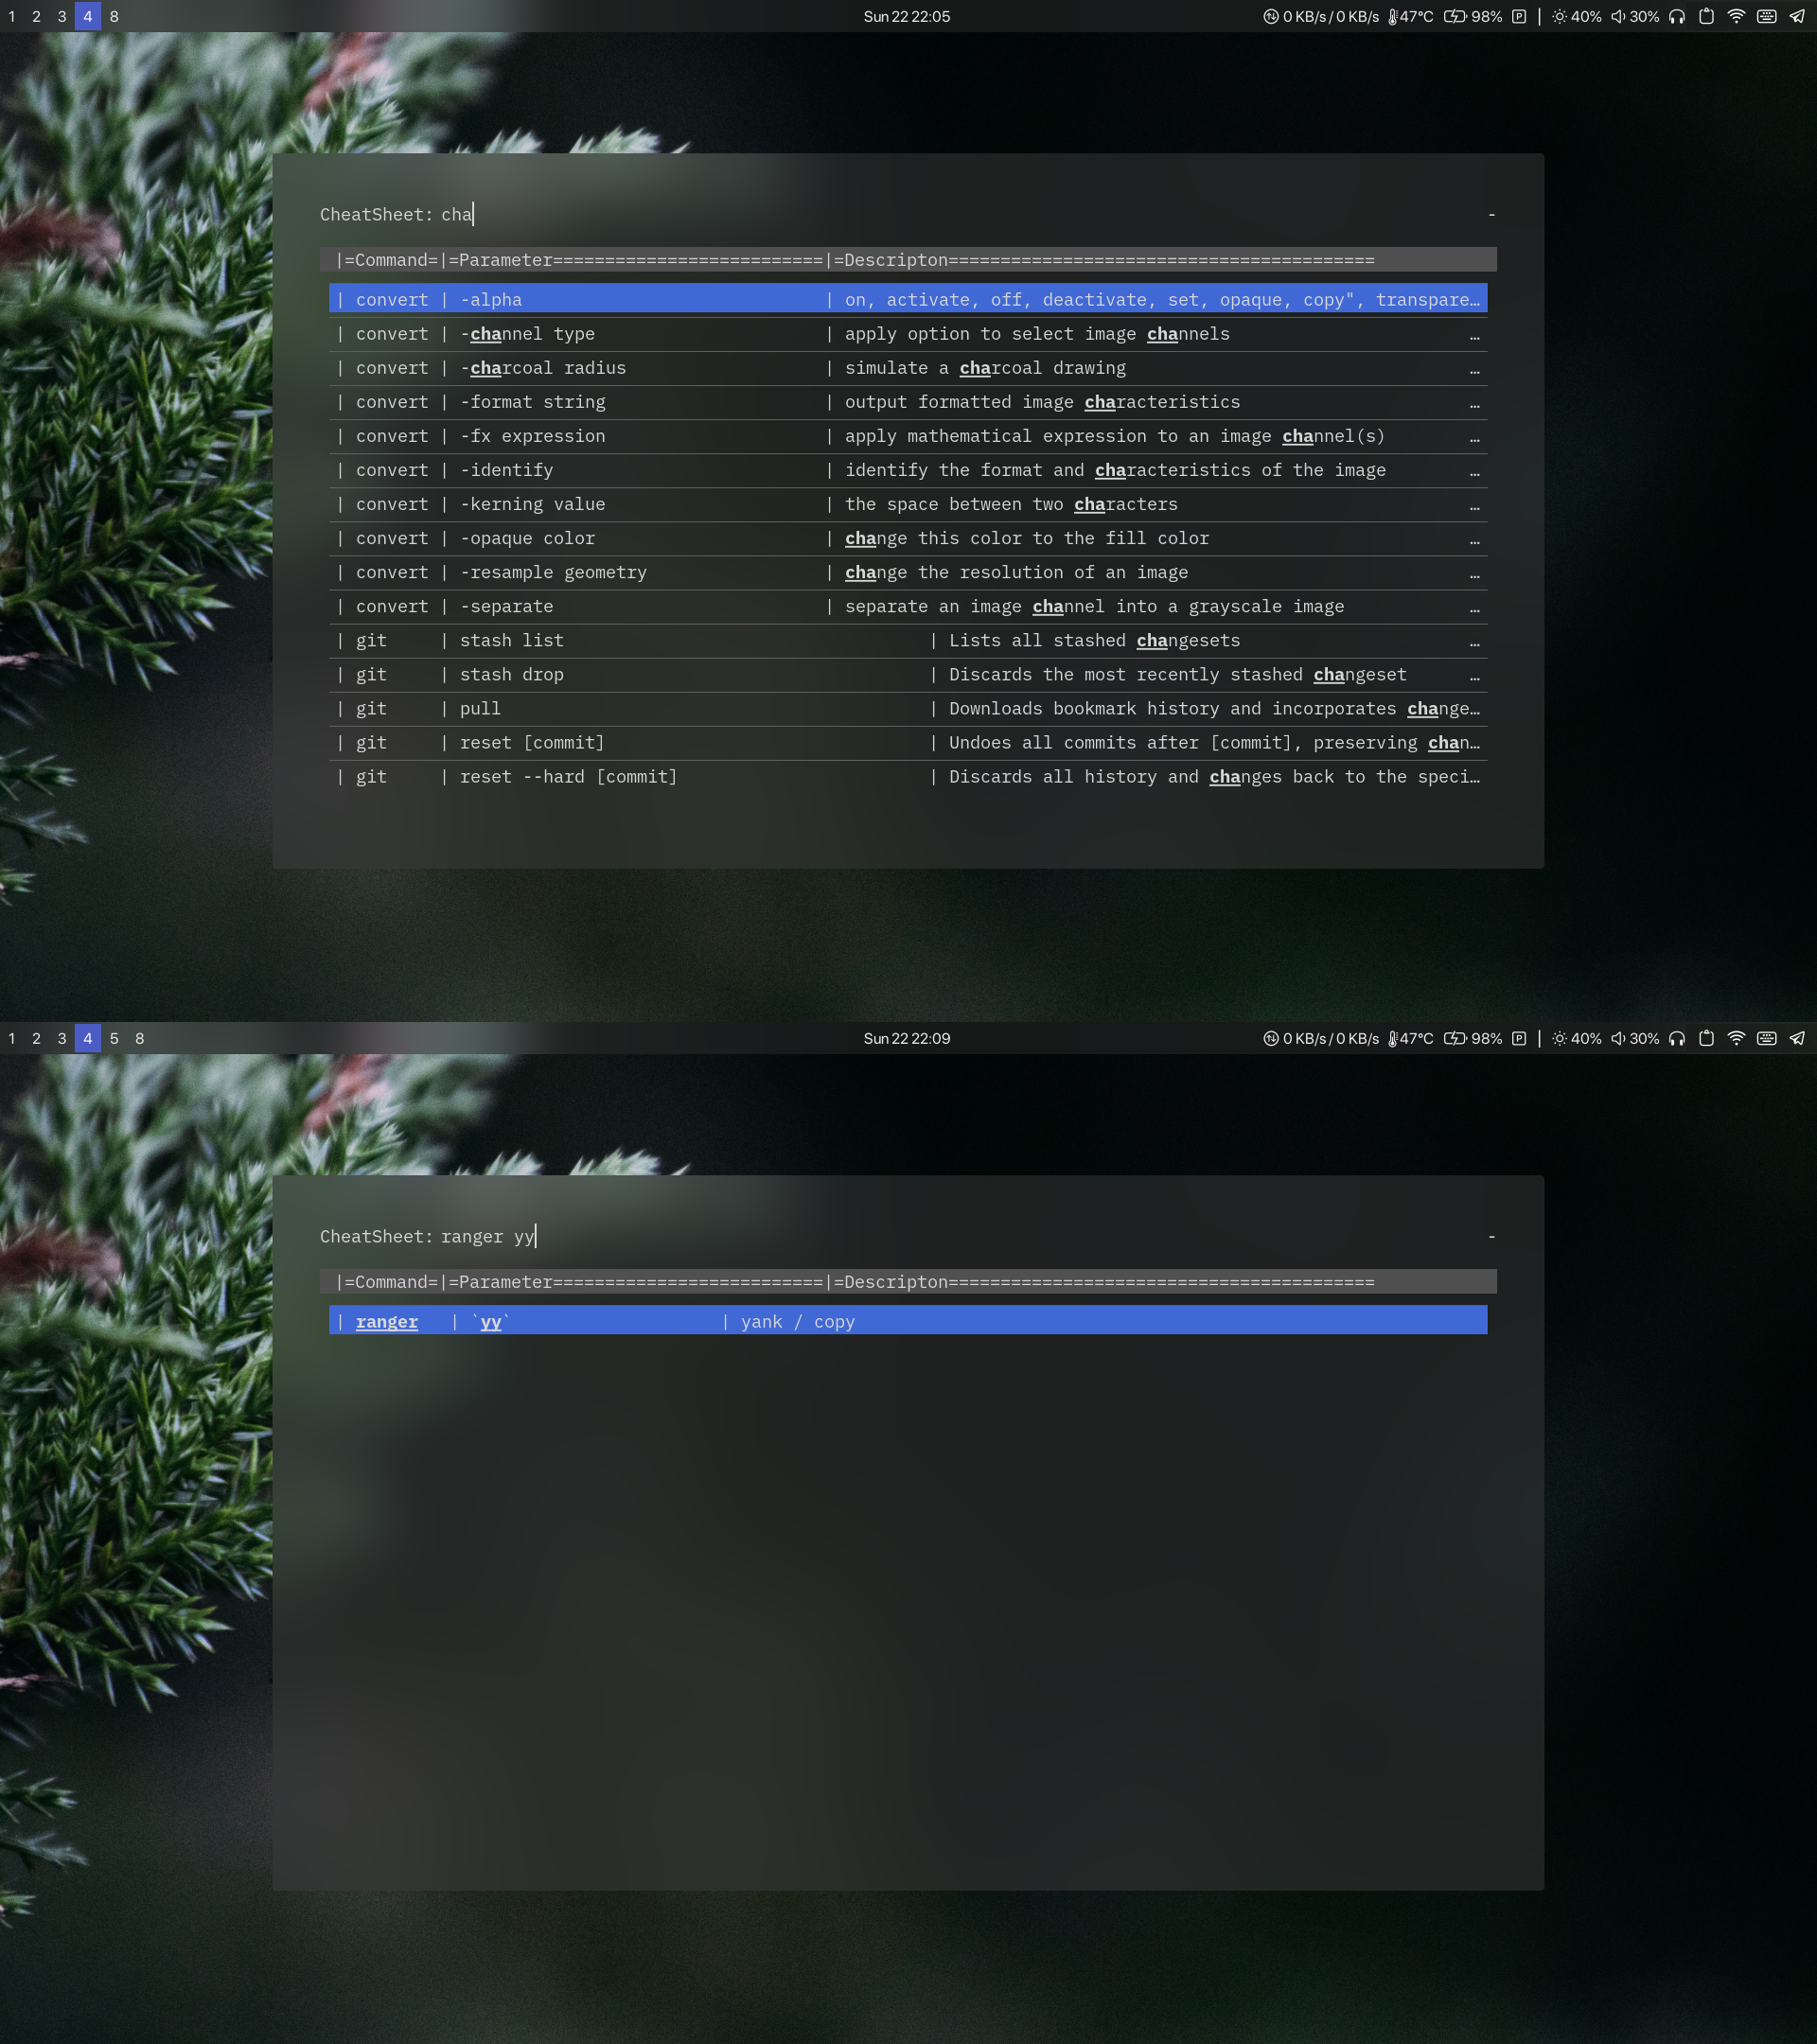 1 2 3 4 8 Sun 22 22:05 0 KB/s / 0 KB/s 47°C 98% P | 40% 30%
CheatSheet: cha -
|=Command=|=Parameter==========================|=Descripton=========================================
| convert | -alpha | on, activate, off, deactivate, set, opaque, copy", transpare…
| convert | -channel type | apply option to select image channels …
| convert | -charcoal radius | simulate a charcoal drawing …
| convert | -format string | output formatted image characteristics …
| convert | -fx expression | apply mathematical expression to an image channel(s) …
| convert | -identify | identify the format and characteristics of the image …
| convert | -kerning value | the space between two characters …
| convert | -opaque color | change this color to the fill color …
| convert | -resample geometry | change the resolution of an image …
| convert | -separate | separate an image channel into a grayscale image …
| git | stash list | Lists all stashed changesets …
| git | stash drop | Discards the most recently stashed changeset …
| git | pull | Downloads bookmark history and incorporates change…
| git | reset [commit] | Undoes all commits after [commit], preserving chan…
| git | reset --hard [commit] | Discards all history and changes back to the speci…
1 2 3 4 5 8 Sun 22 22:09 0 KB/s / 0 KB/s 47°C 98% P | 40% 30%
CheatSheet: ranger yy -
|=Command=|=Parameter==========================|=Descripton=========================================
| ranger | `yy` | yank / copy